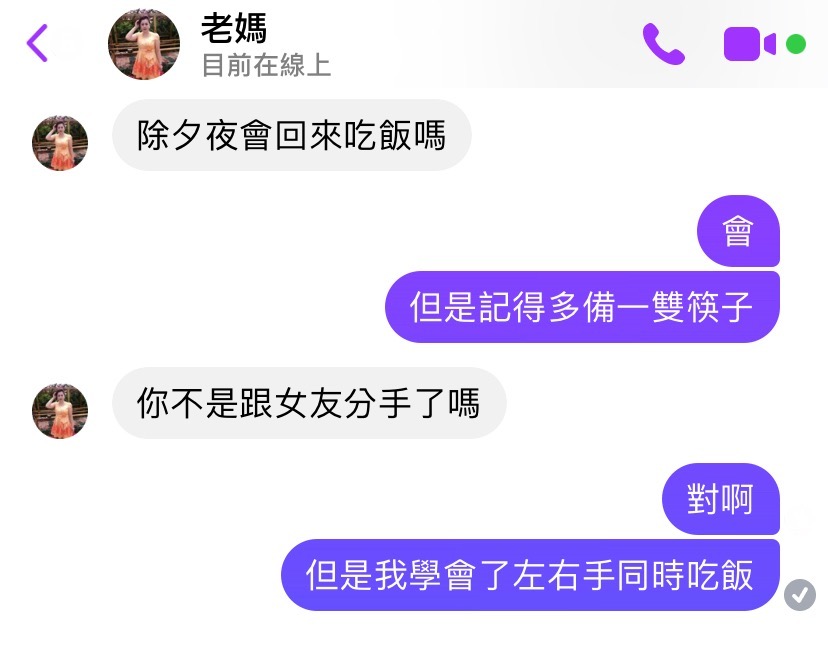 老媽
目前在線上
除夕夜會回來吃飯嗎
會
但是記得多備一雙筷子
你不是跟女友分手了嗎
對啊
但是我學會了左右手同時吃飯